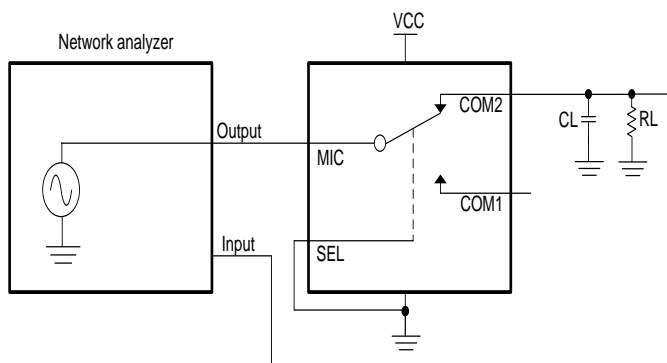 VCC
Network analyzer
COM2
Output
CL
RL
MIC
COM1
Input
SEL